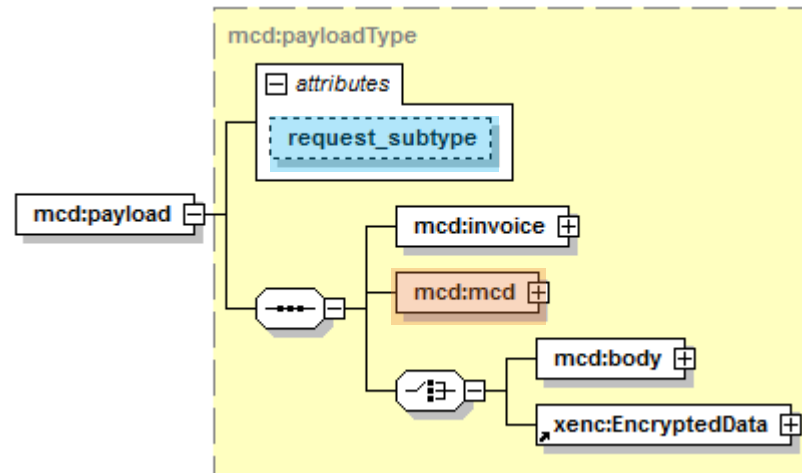 mcd:payloadType
attributes
request_subtype
mcd:payload
mcd:invoice
mcd:mcd
mcd:body
xenc:EncryptedData